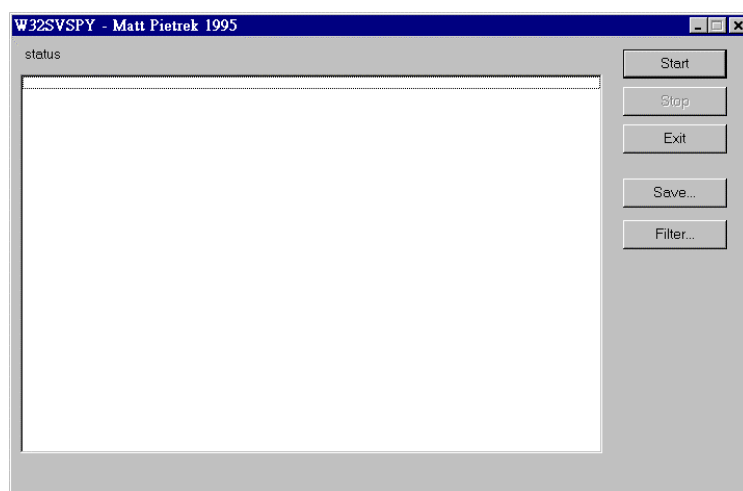 W32SVSPY - Matt Pietrek 1995
status
Start
Stop
Exit
Save...
Filter...